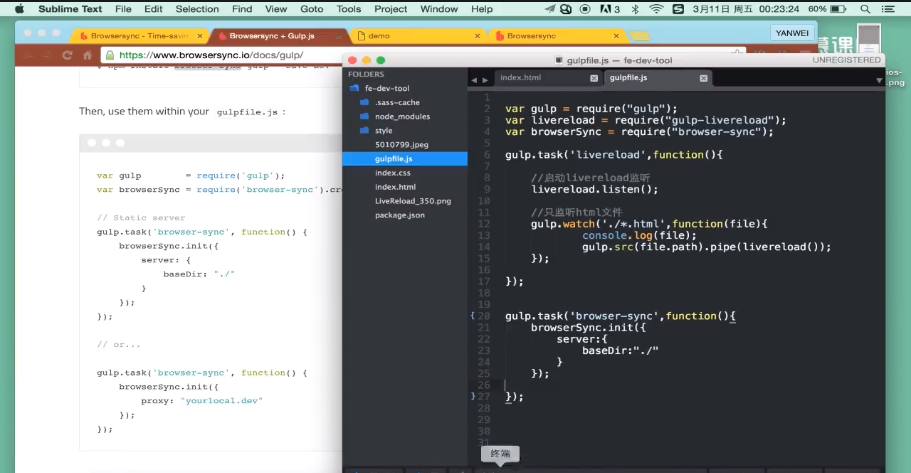 Sublime Text File Edit Selection Find View Goto Tools Project Window Help 3 3月11日 周五 00:23:24 60%
Browsersync - Time-savi Browsersync + Gulp.js demo Browsersync YANWEI
https://www.browsersync.io/docs/gulp/
Then, use them within your gulpfile.js :
var gulp = require('gulp');
var browserSync = require('browser-sync').cre
// Static server
gulp.task('browser-sync', function() {
browserSync.init({
server: {
baseDir: "./"
}
});
});
// or...
gulp.task('browser-sync', function() {
browserSync.init({
proxy: "yourlocal.dev"
});
});
gulpfile.js — fe-dev-tool UNREGISTERED
FOLDERS
fe-dev-tool
.sass-cache
node_modules
style
5010799.jpeg
gulpfile.js
index.css
index.html
LiveReload_350.png
package.json
index.html gulpfile.js
1
2 var gulp = require("gulp");
3 var livereload = require("gulp-livereload");
4 var browserSync = require("browser-sync");
5
6 gulp.task('livereload',function(){
7
8 //启动livereload监听
9 livereload.listen();
10
11 //只监听html文件
12 gulp.watch('./*.html',function(file){
13 console.log(file);
14 gulp.src(file.path).pipe(livereload());
15 });
16
17 });
18
19
20 gulp.task('browser-sync',function(){
21 browserSync.init({
22 server:{
23 baseDir:"./"
24 }
25 });
26
27 });
28
29
30
31
终端
慕课
ios-
.png